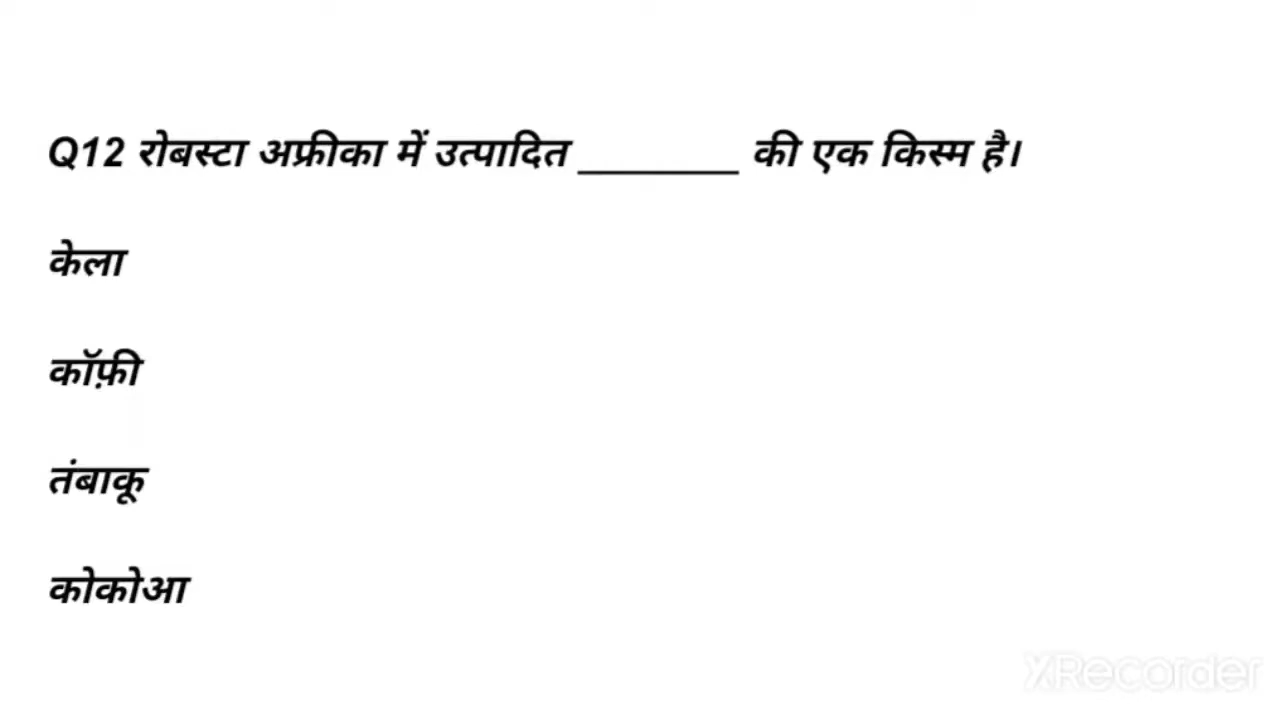 Q12 रोबस्टा अफ्रीका में उत्पादित ________ की एक किस्म है।
केला
कॉफ़ी
तंबाकू
कोकोआ
XRecorder